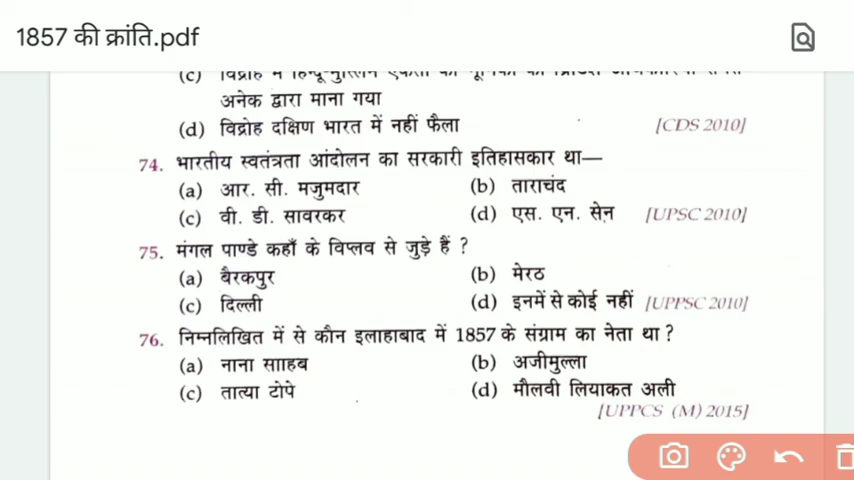 1857 की क्रांति.pdf
अनेक द्वारा माना गया
(d) विद्रोह दक्षिण भारत में नहीं फैला [CDS 2010]
74. भारतीय स्वतंत्रता आंदोलन का सरकारी इतिहासकार था—
(a) आर. सी. मजुमदार (b) ताराचंद
(c) वी. डी. सावरकर (d) एस. एन. सेन [UPSC 2010]
75. मंगल पाण्डे कहाँ के विप्लव से जुड़े हैं ?
(a) बैरकपुर (b) मेरठ
(c) दिल्ली (d) इनमें से कोई नहीं [UPPSC 2010]
76. निम्नलिखित में से कौन इलाहाबाद में 1857 के संग्राम का नेता था ?
(a) नाना सााहब (b) अजीमुल्ला
(c) तात्या टोपे (d) मौलवी लियाकत अली
[UPPCS (M) 2015]